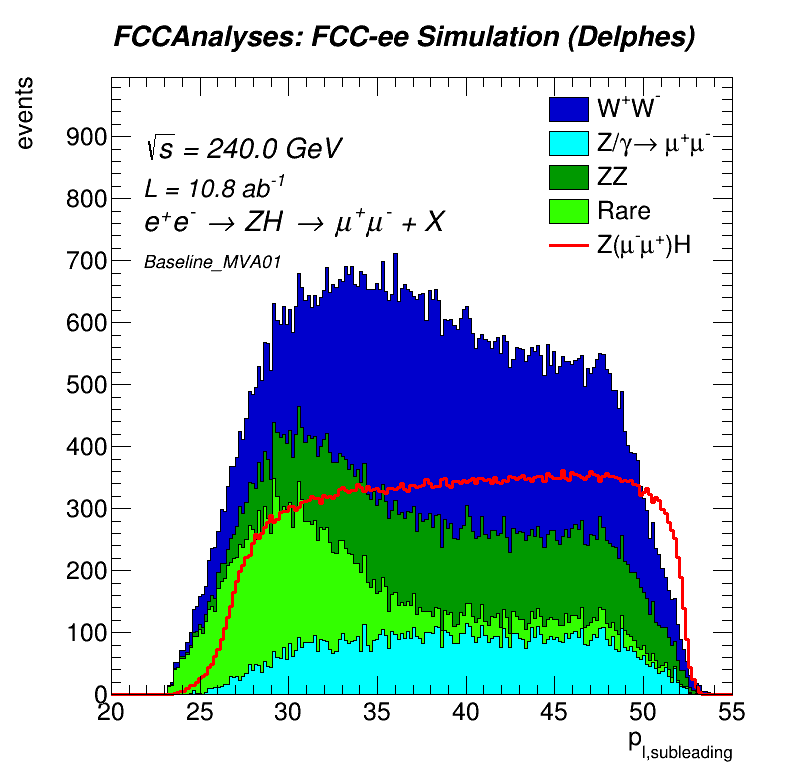 FCCAnalyses: FCC-ee Simulation (Delphes)
events
900
800
700
600
500
400
300
200
100
0
√s = 240.0 GeV
L = 10.8 ab⁻¹
e⁺e⁻ → ZH → μ⁺μ⁻ + X
Baseline_MVA01
W⁺W⁻
Z/γ→ μ⁺μ⁻
ZZ
Rare
Z(μ⁻μ⁺)H
20 25 30 35 40 45 50 55
p_l,subleading